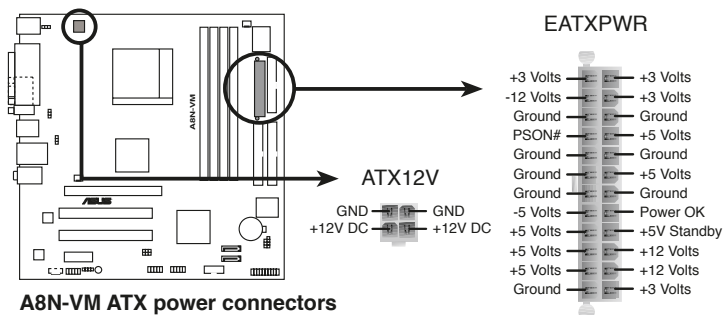 EATXPWR
+3 Volts +3 Volts
-12 Volts +3 Volts
Ground Ground
PSON# +5 Volts
Ground Ground
Ground +5 Volts
Ground Ground
-5 Volts Power OK
+5 Volts +5V Standby
+5 Volts +12 Volts
+5 Volts +12 Volts
Ground +3 Volts
A8N-VM
ATX12V
GND GND
+12V DC +12V DC
ASUS
A8N-VM ATX power connectors